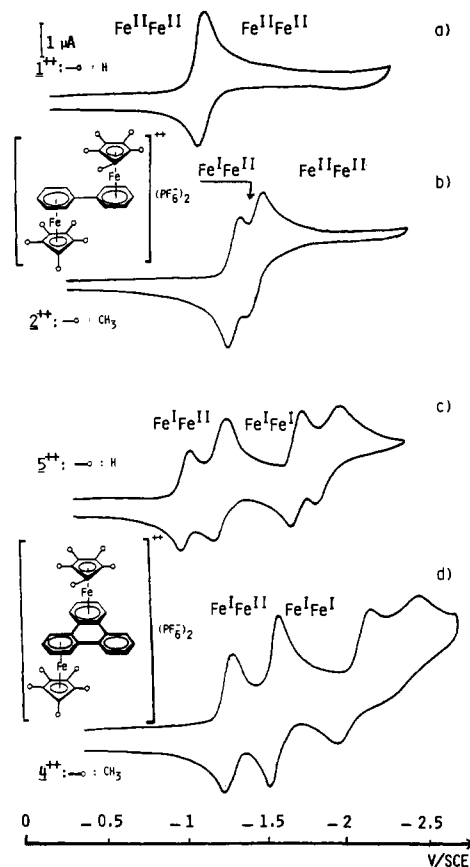 Fe^II Fe^II Fe^II Fe^II a)
1 μA
1⁺⁺: —o : H
++
Fe
Fe
(PF₆⁻)₂
Fe^I Fe^II Fe^II Fe^II
b)
2⁺⁺: —o : CH₃
c)
Fe^I Fe^II Fe^I Fe^I
5⁺⁺: —o : H
++
d)
Fe
Fe
(PF₆⁻)₂
Fe^I Fe^II Fe^I Fe^I
4⁺⁺: —o : CH₃
0 -0.5 -1 -1.5 -2 -2.5
V/SCE